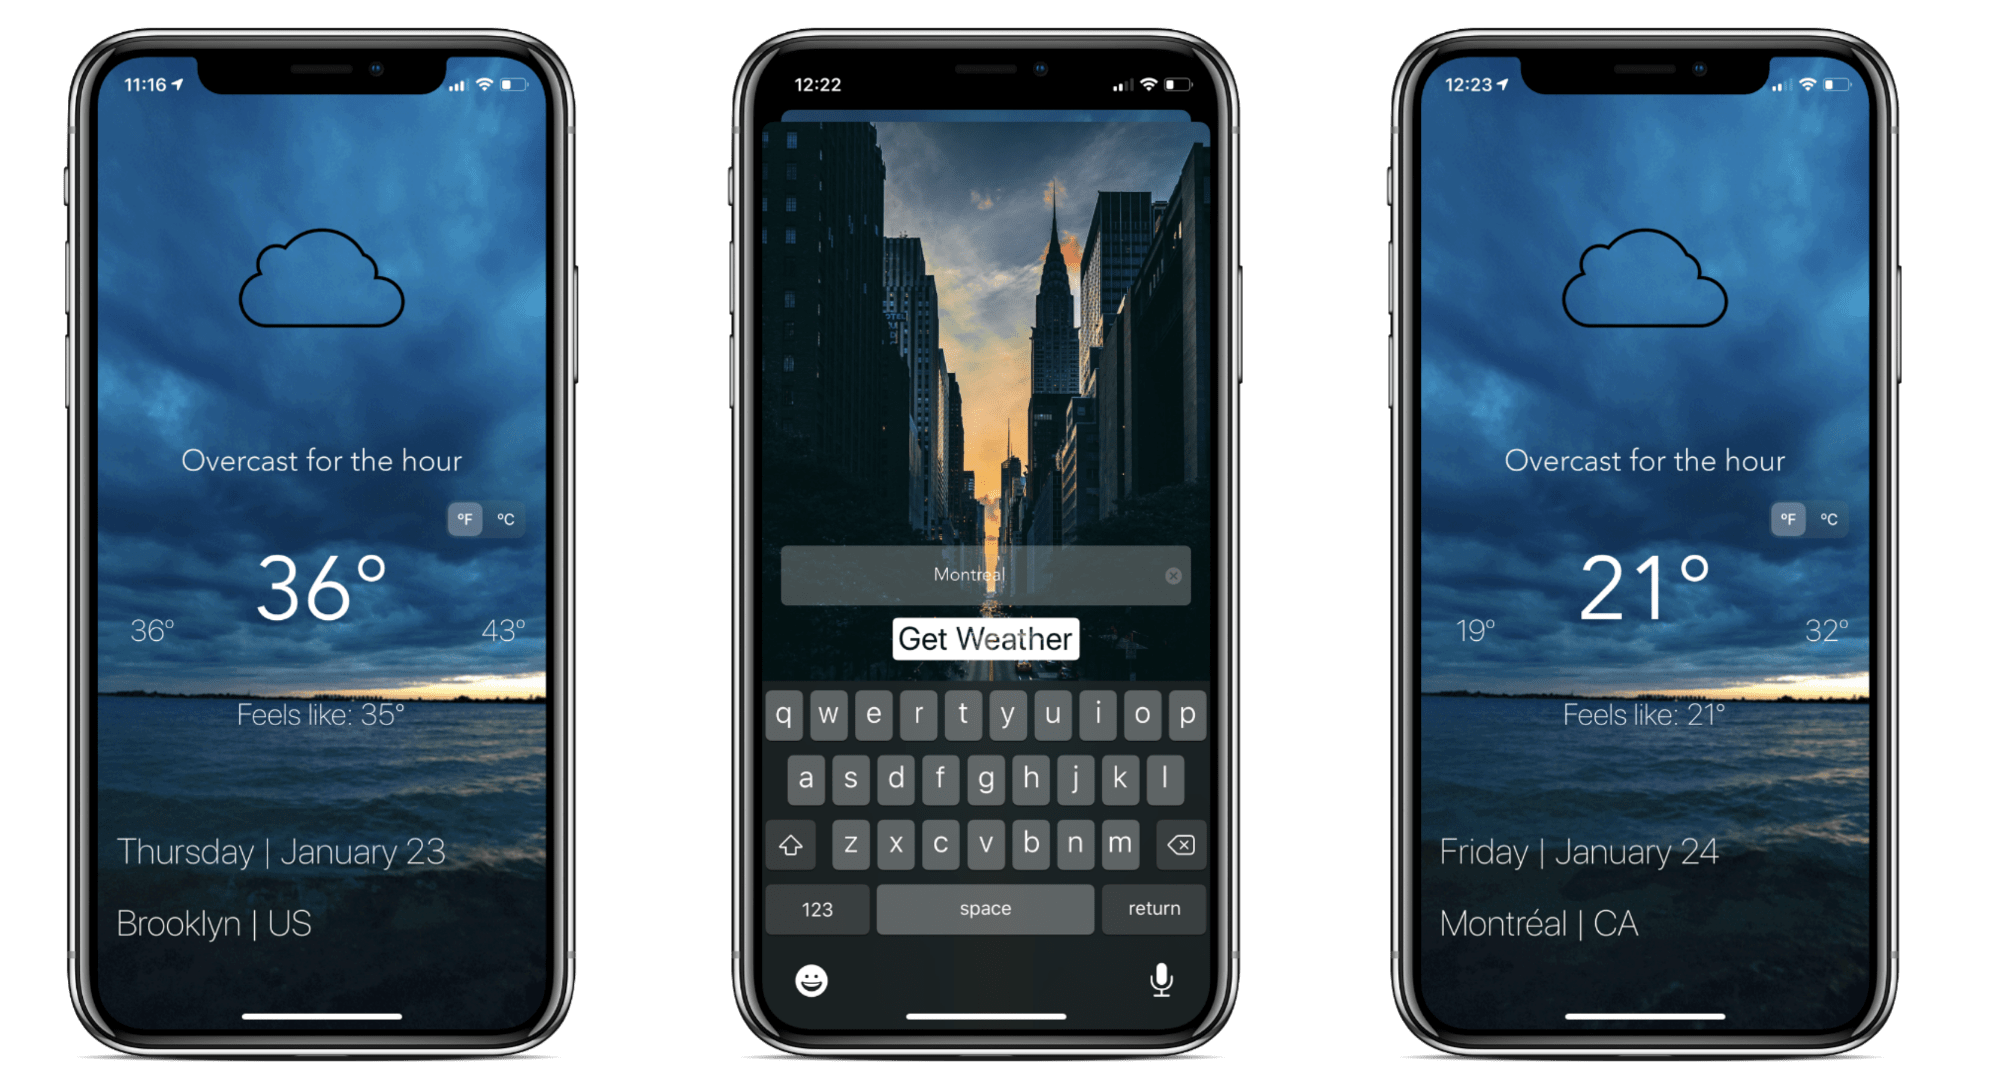 11:16
Overcast for the hour
°F °C
36°
36° 43°
Feels like: 35°
Thursday | January 23
Brooklyn | US
12:22
HOTEL
Montreal
Get Weather
q w e r t y u i o p
a s d f g h j k l
z x c v b n m
123 space return
12:23
Overcast for the hour
°F °C
21°
19° 32°
Feels like: 21°
Friday | January 24
Montréal | CA